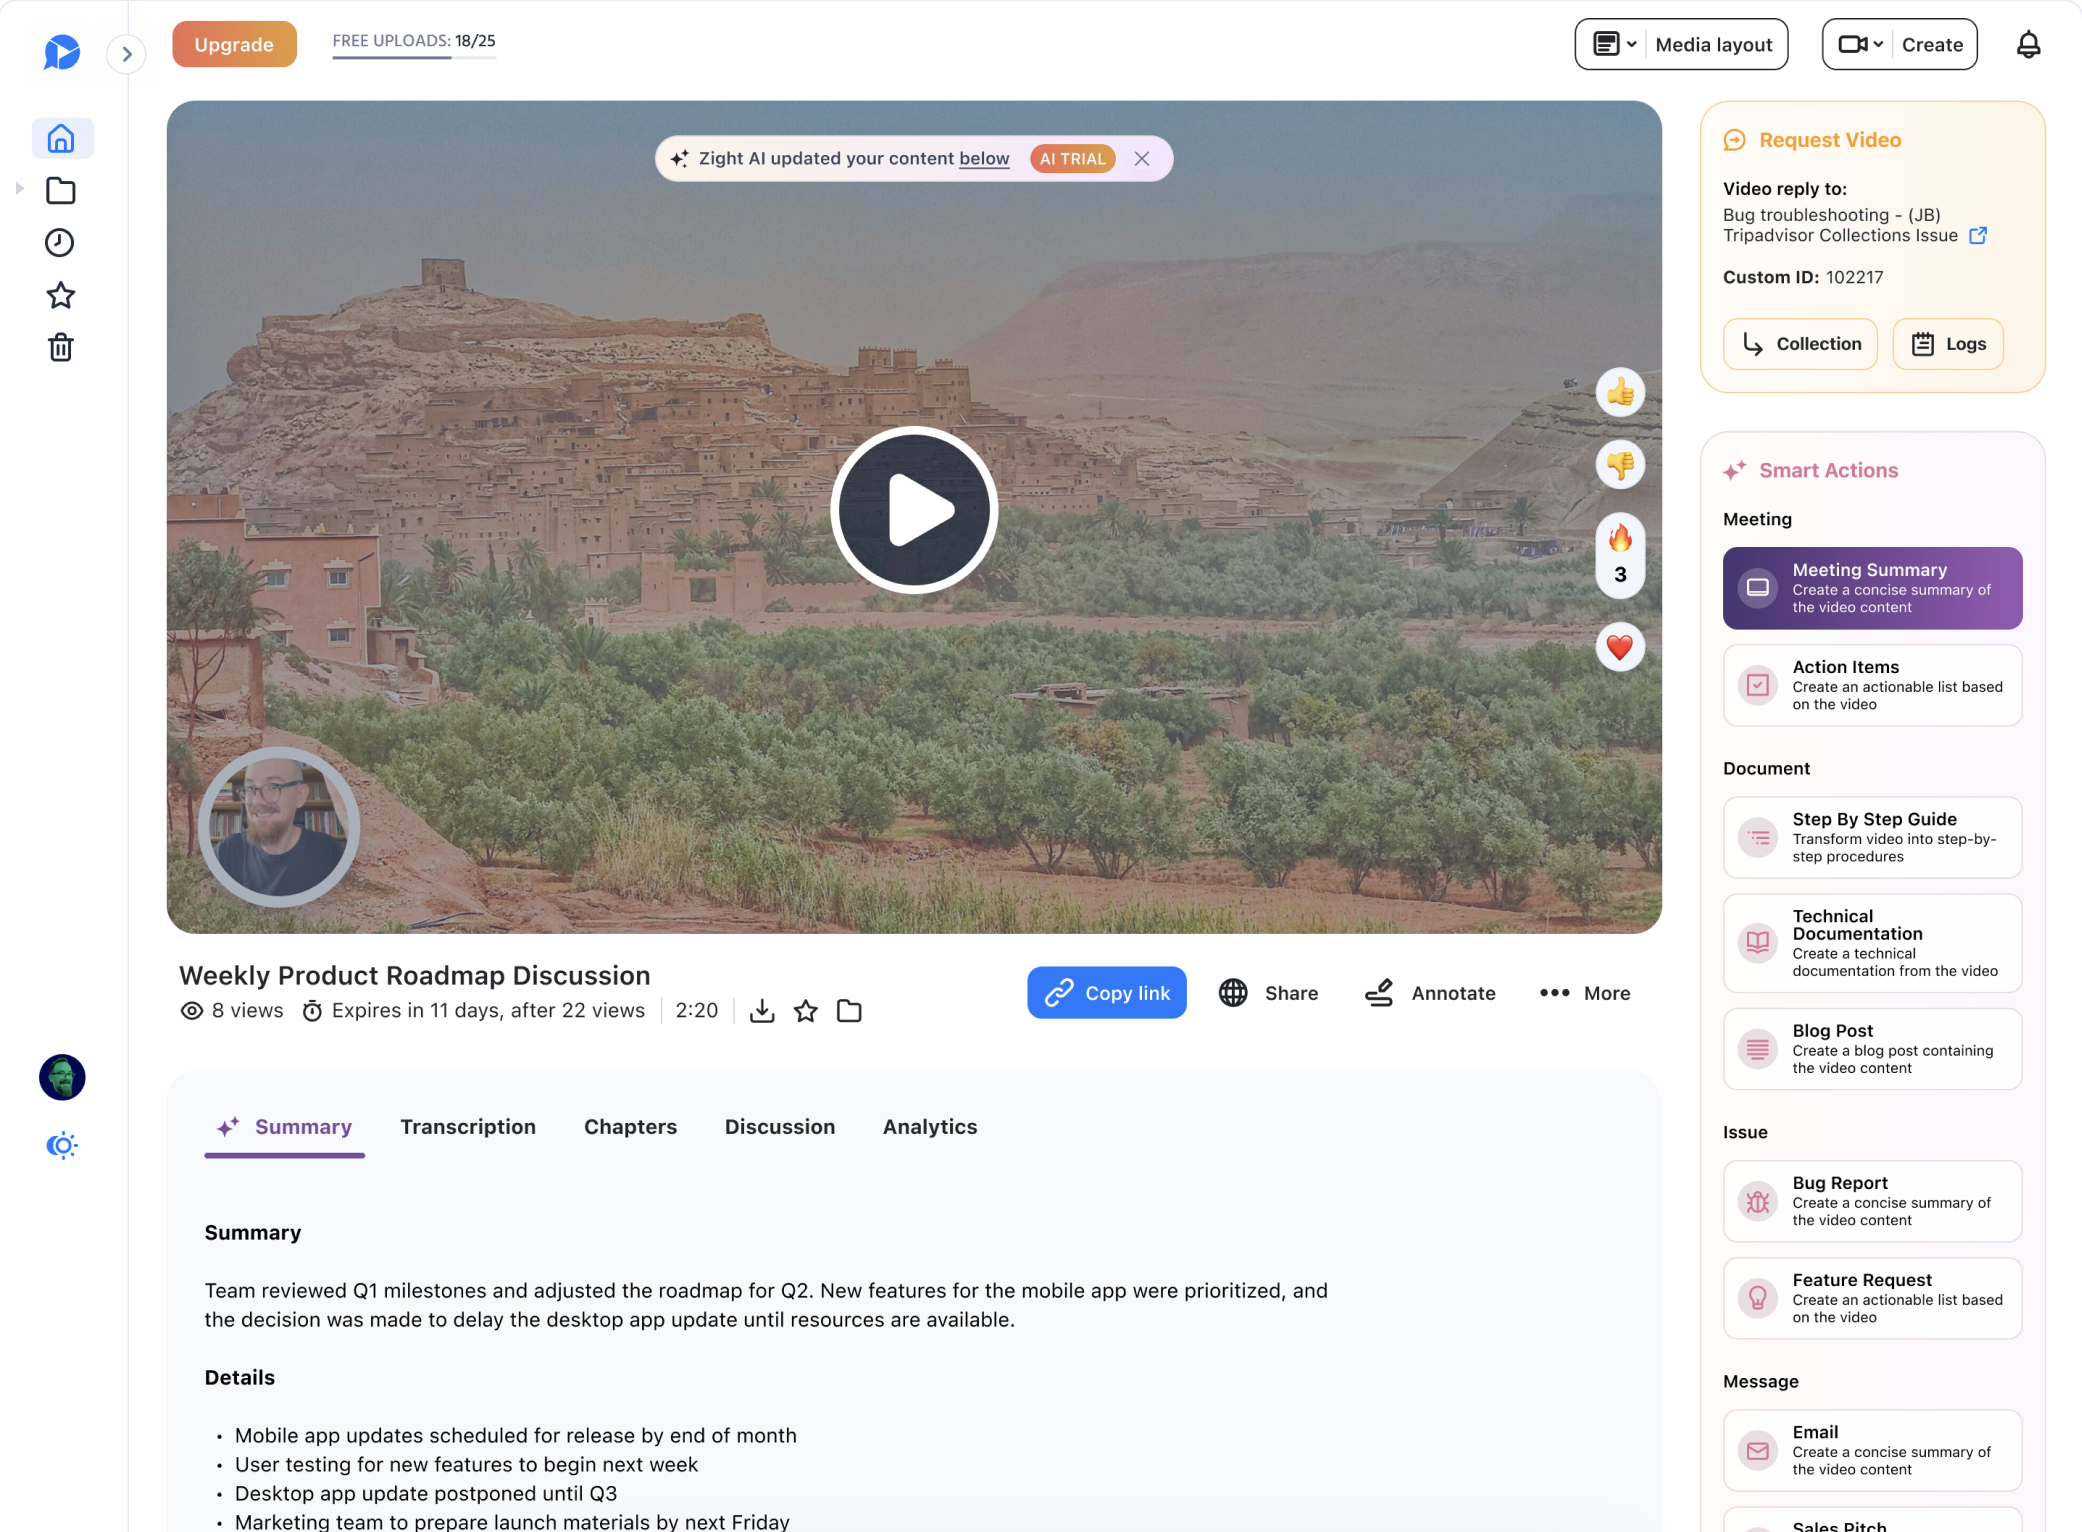 Upgrade
FREE UPLOADS: 18/25
Media layout
Create
Zight AI updated your content below
AI TRIAL
👍
👎
🔥
3
❤️
Weekly Product Roadmap Discussion
8 views
Expires in 11 days, after 22 views
2:20
Copy link
Share
Annotate
More
Summary
Transcription
Chapters
Discussion
Analytics
Summary
Team reviewed Q1 milestones and adjusted the roadmap for Q2. New features for the mobile app were prioritized, and
the decision was made to delay the desktop app update until resources are available.
Details
• Mobile app updates scheduled for release by end of month
• User testing for new features to begin next week
• Desktop app update postponed until Q3
• Marketing team to prepare launch materials by next Friday
Request Video
Video reply to:
Bug troubleshooting - (JB)
Tripadvisor Collections Issue
Custom ID: 102217
Collection
Logs
Smart Actions
Meeting
Meeting Summary
Create a concise summary of
the video content
Action Items
Create an actionable list based
on the video
Document
Step By Step Guide
Transform video into step-by-
step procedures
Technical
Documentation
Create a technical
documentation from the video
Blog Post
Create a blog post containing
the video content
Issue
Bug Report
Create a concise summary of
the video content
Feature Request
Create an actionable list based
on the video
Message
Email
Create a concise summary of
the video content
Sales Pitch